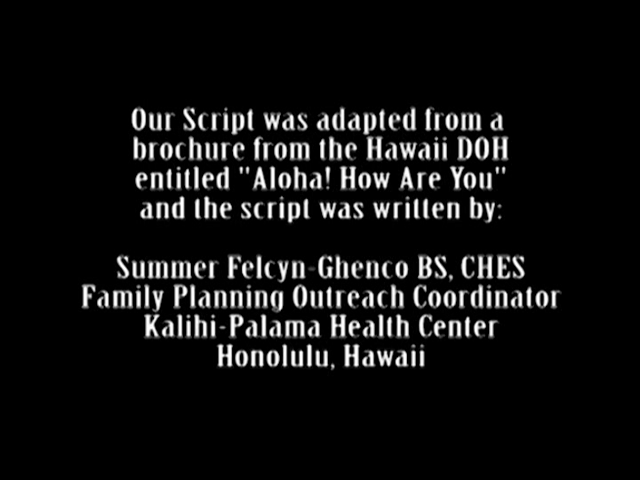 Our Script was adapted from a
brochure from the Hawaii DOH
entitled "Aloha! How Are You"
and the script was written by:
Summer Felcyn-Ghenco BS, CHES
Family Planning Outreach Coordinator
Kalihi-Palama Health Center
Honolulu, Hawaii